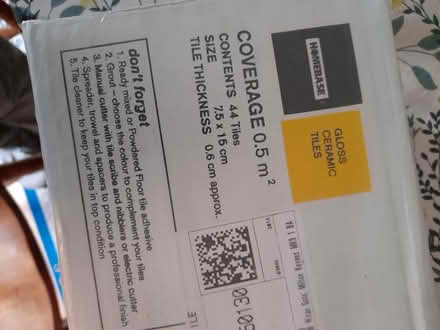 HOMEBASE
GLOSS
CERAMIC
TILES
COVERAGE 0.5 m²
CONTENTS 44 Tiles
SIZE 7.5 x 15 cm
TILE THICKNESS 0.6 cm approx.
don't forget
1. Ready mixed or Powdered Floor tile adhesive
2. Grout - choose the colour to complement your tiles
3. Manual cutter with tile scribe and nibblers or electric cutter
4. Spreader, trowel and spacers to produce a professional finish
5. Tile cleaner to keep your tiles in top condition